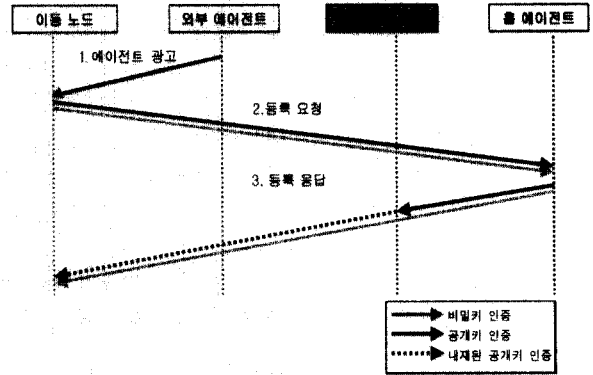 이동 노드
외부 에이전트
홈 에이전트
1. 에이전트 광고
2.등록 요청
3. 등록 응답
비밀키 인증
공개키 인증
내재된 공개키 인증